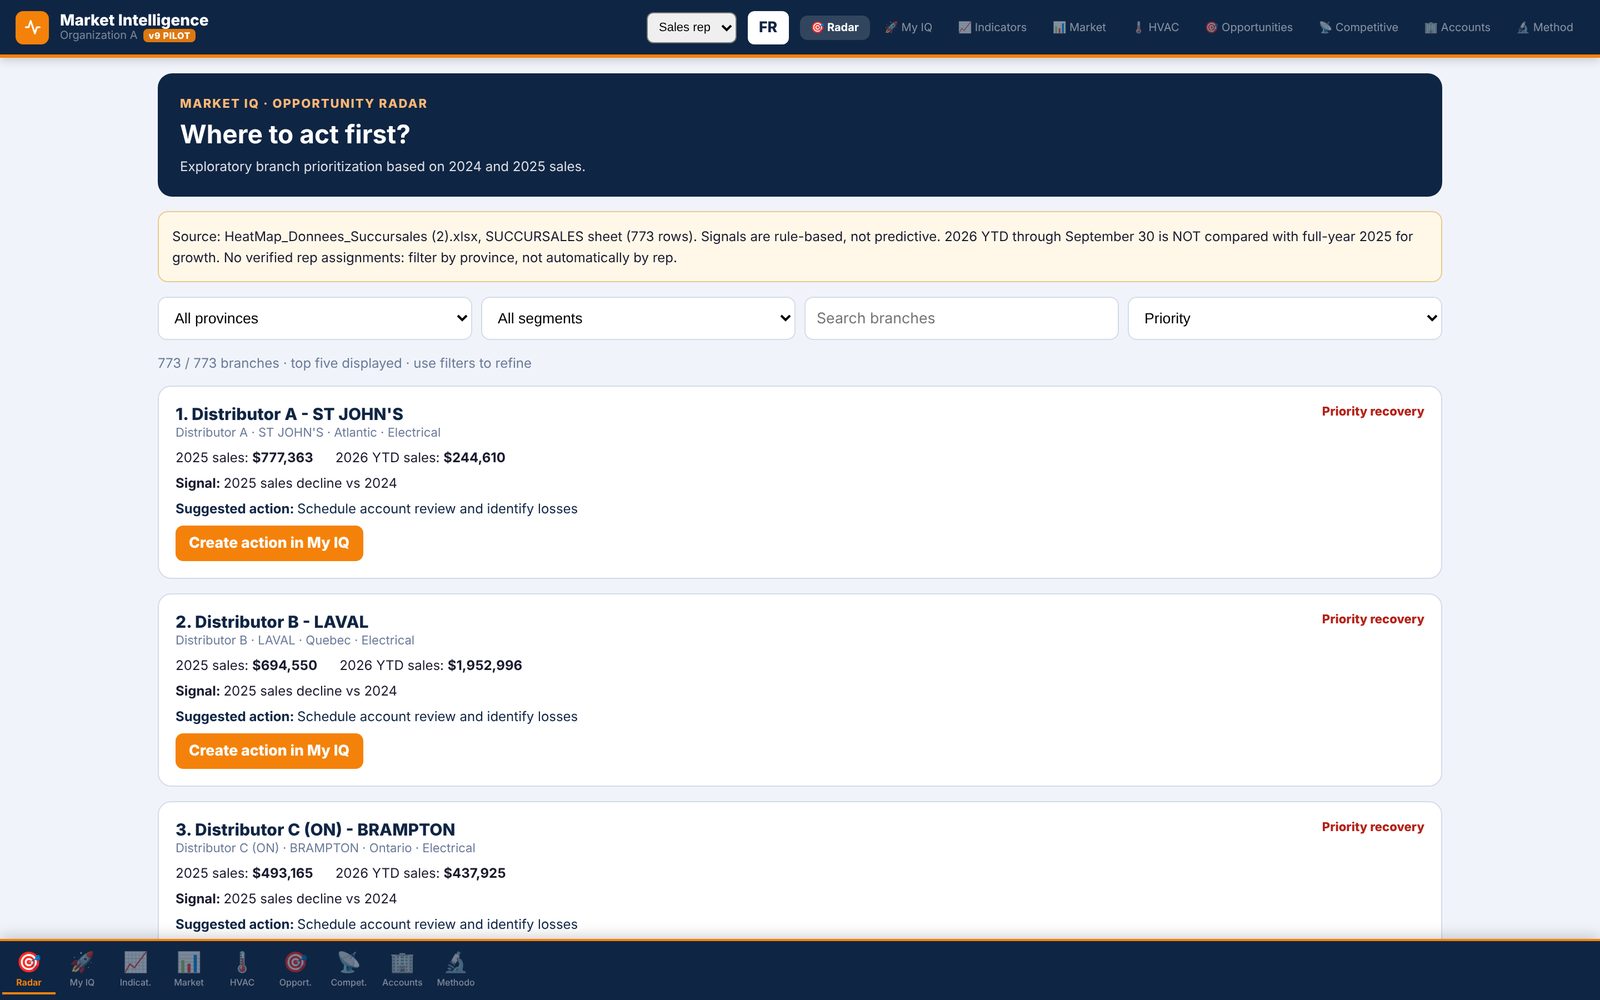 Market Intelligence
Organization A v9 PILOT
Sales rep
FR
Radar
My IQ
Indicators
Market
HVAC
Opportunities
Competitive
Accounts
Method
MARKET IQ · OPPORTUNITY RADAR
Where to act first?
Exploratory branch prioritization based on 2024 and 2025 sales.
Source: HeatMap_Donnees_Succursales (2).xlsx, SUCCURSALES sheet (773 rows). Signals are rule-based, not predictive. 2026 YTD through September 30 is NOT compared with full-year 2025 for
growth. No verified rep assignments: filter by province, not automatically by rep.
All provinces
All segments
Search branches
Priority
773 / 773 branches · top five displayed · use filters to refine
1. Distributor A - ST JOHN'S
Priority recovery
Distributor A · ST JOHN'S · Atlantic · Electrical
2025 sales: $777,363 2026 YTD sales: $244,610
Signal: 2025 sales decline vs 2024
Suggested action: Schedule account review and identify losses
Create action in My IQ
2. Distributor B - LAVAL
Priority recovery
Distributor B · LAVAL · Quebec · Electrical
2025 sales: $694,550 2026 YTD sales: $1,952,996
Signal: 2025 sales decline vs 2024
Suggested action: Schedule account review and identify losses
Create action in My IQ
3. Distributor C (ON) - BRAMPTON
Priority recovery
Distributor C (ON) · BRAMPTON · Ontario · Electrical
2025 sales: $493,165 2026 YTD sales: $437,925
Signal: 2025 sales decline vs 2024
Suggested action: Schedule account review and identify losses
Radar
My IQ
Indicat.
Market
HVAC
Opport.
Compet.
Accounts
Methodo